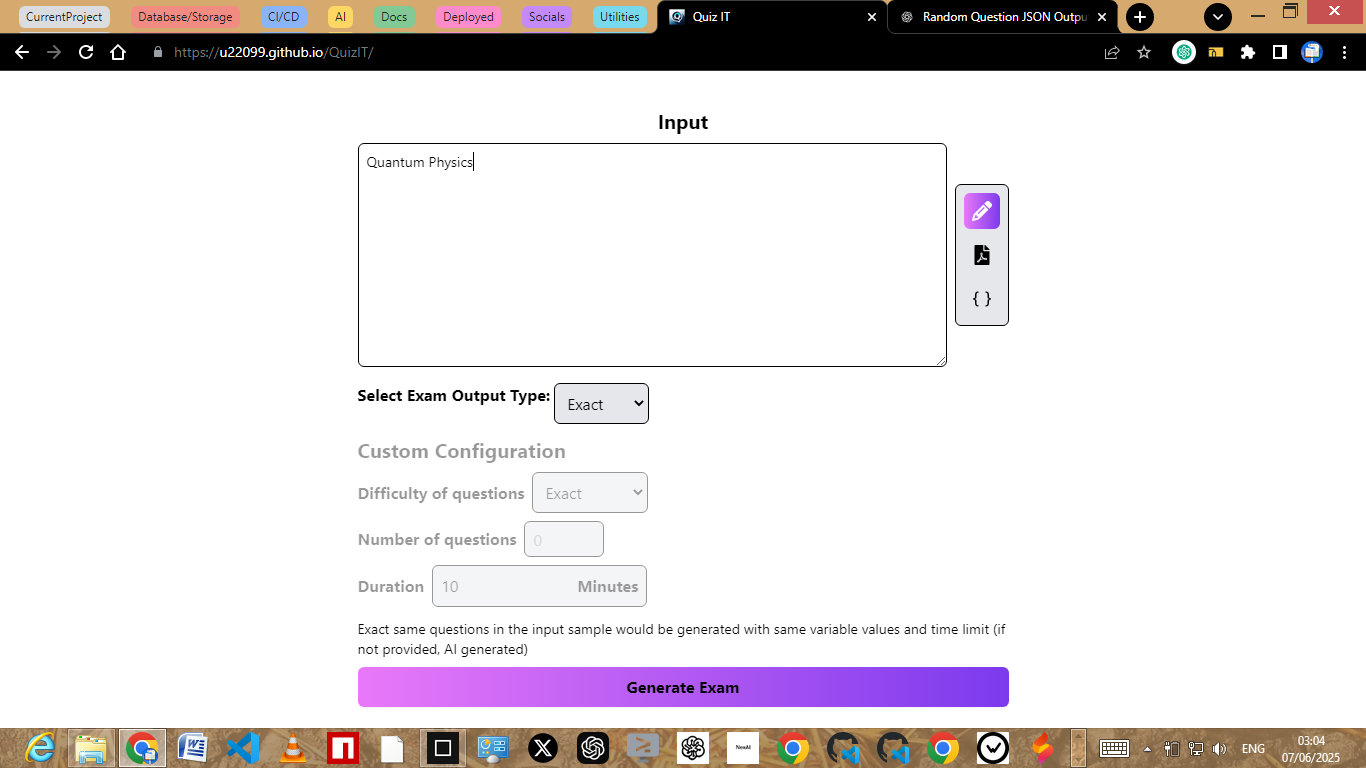 CurrentProject Database/Storage CI/CD AI Docs Deployed Socials Utilities Quiz IT Random Question JSON Outpu
https://u22099.github.io/QuizIT/
Input
Quantum Physics
{ }
Select Exam Output Type: Exact
Custom Configuration
Difficulty of questions Exact
Number of questions 0
Duration 10 Minutes
Exact same questions in the input sample would be generated with same variable values and time limit (if
not provided, AI generated)
Generate Exam
NexAI
ENG
03:04
07/06/2025